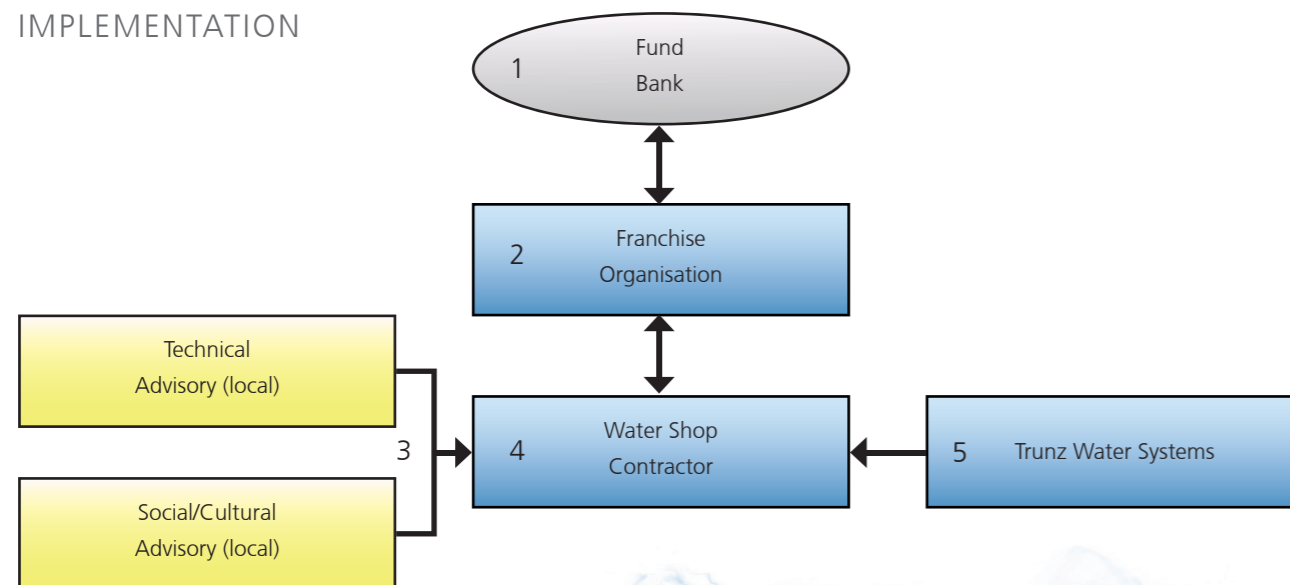 IMPLEMENTATION
1
Fund
Bank
2
Franchise
Organisation
Technical
Advisory (local)
3
Social/Cultural
Advisory (local)
4
Water Shop
Contractor
5
Trunz Water Systems